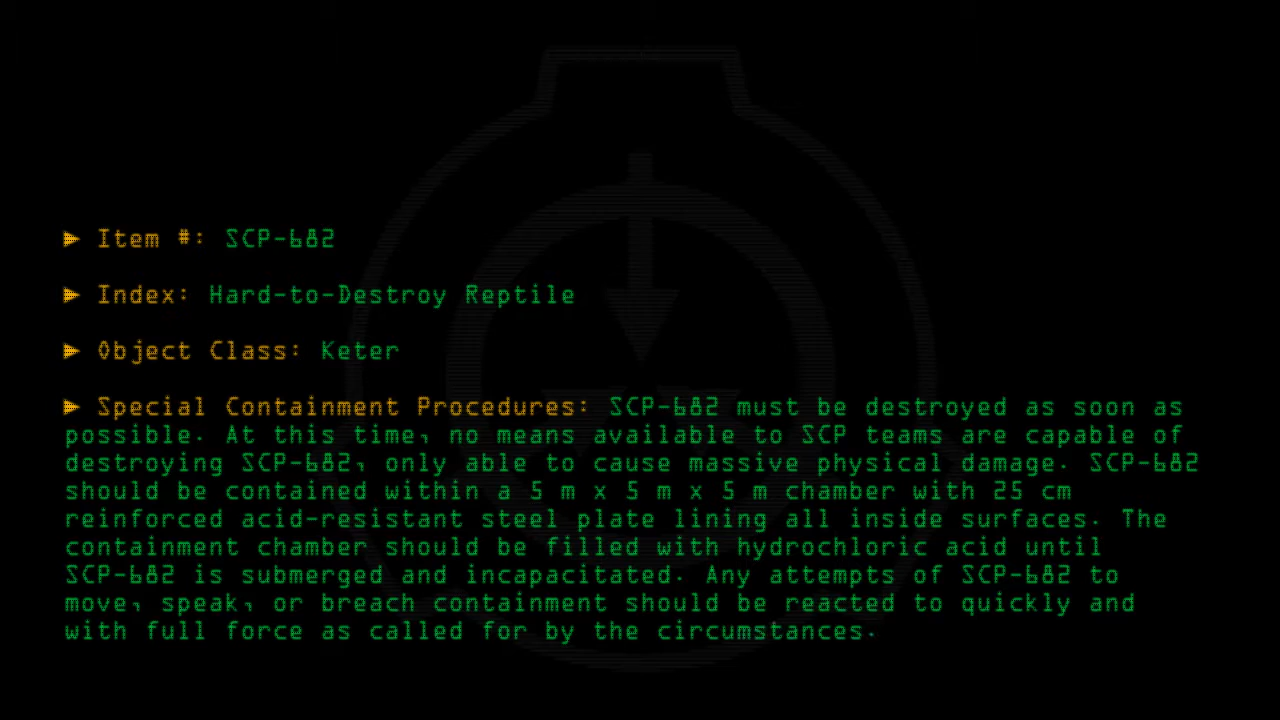 ► Item #: SCP-682
► Index: Hard-to-Destroy Reptile
► Object Class: Keter
► Special Containment Procedures: SCP-682 must be destroyed as soon as
possible. At this time, no means available to SCP teams are capable of
destroying SCP-682, only able to cause massive physical damage. SCP-682
should be contained within a 5 m x 5 m x 5 m chamber with 25 cm
reinforced acid-resistant steel plate lining all inside surfaces. The
containment chamber should be filled with hydrochloric acid until
SCP-682 is submerged and incapacitated. Any attempts of SCP-682 to
move, speak, or breach containment should be reacted to quickly and
with full force as called for by the circumstances.